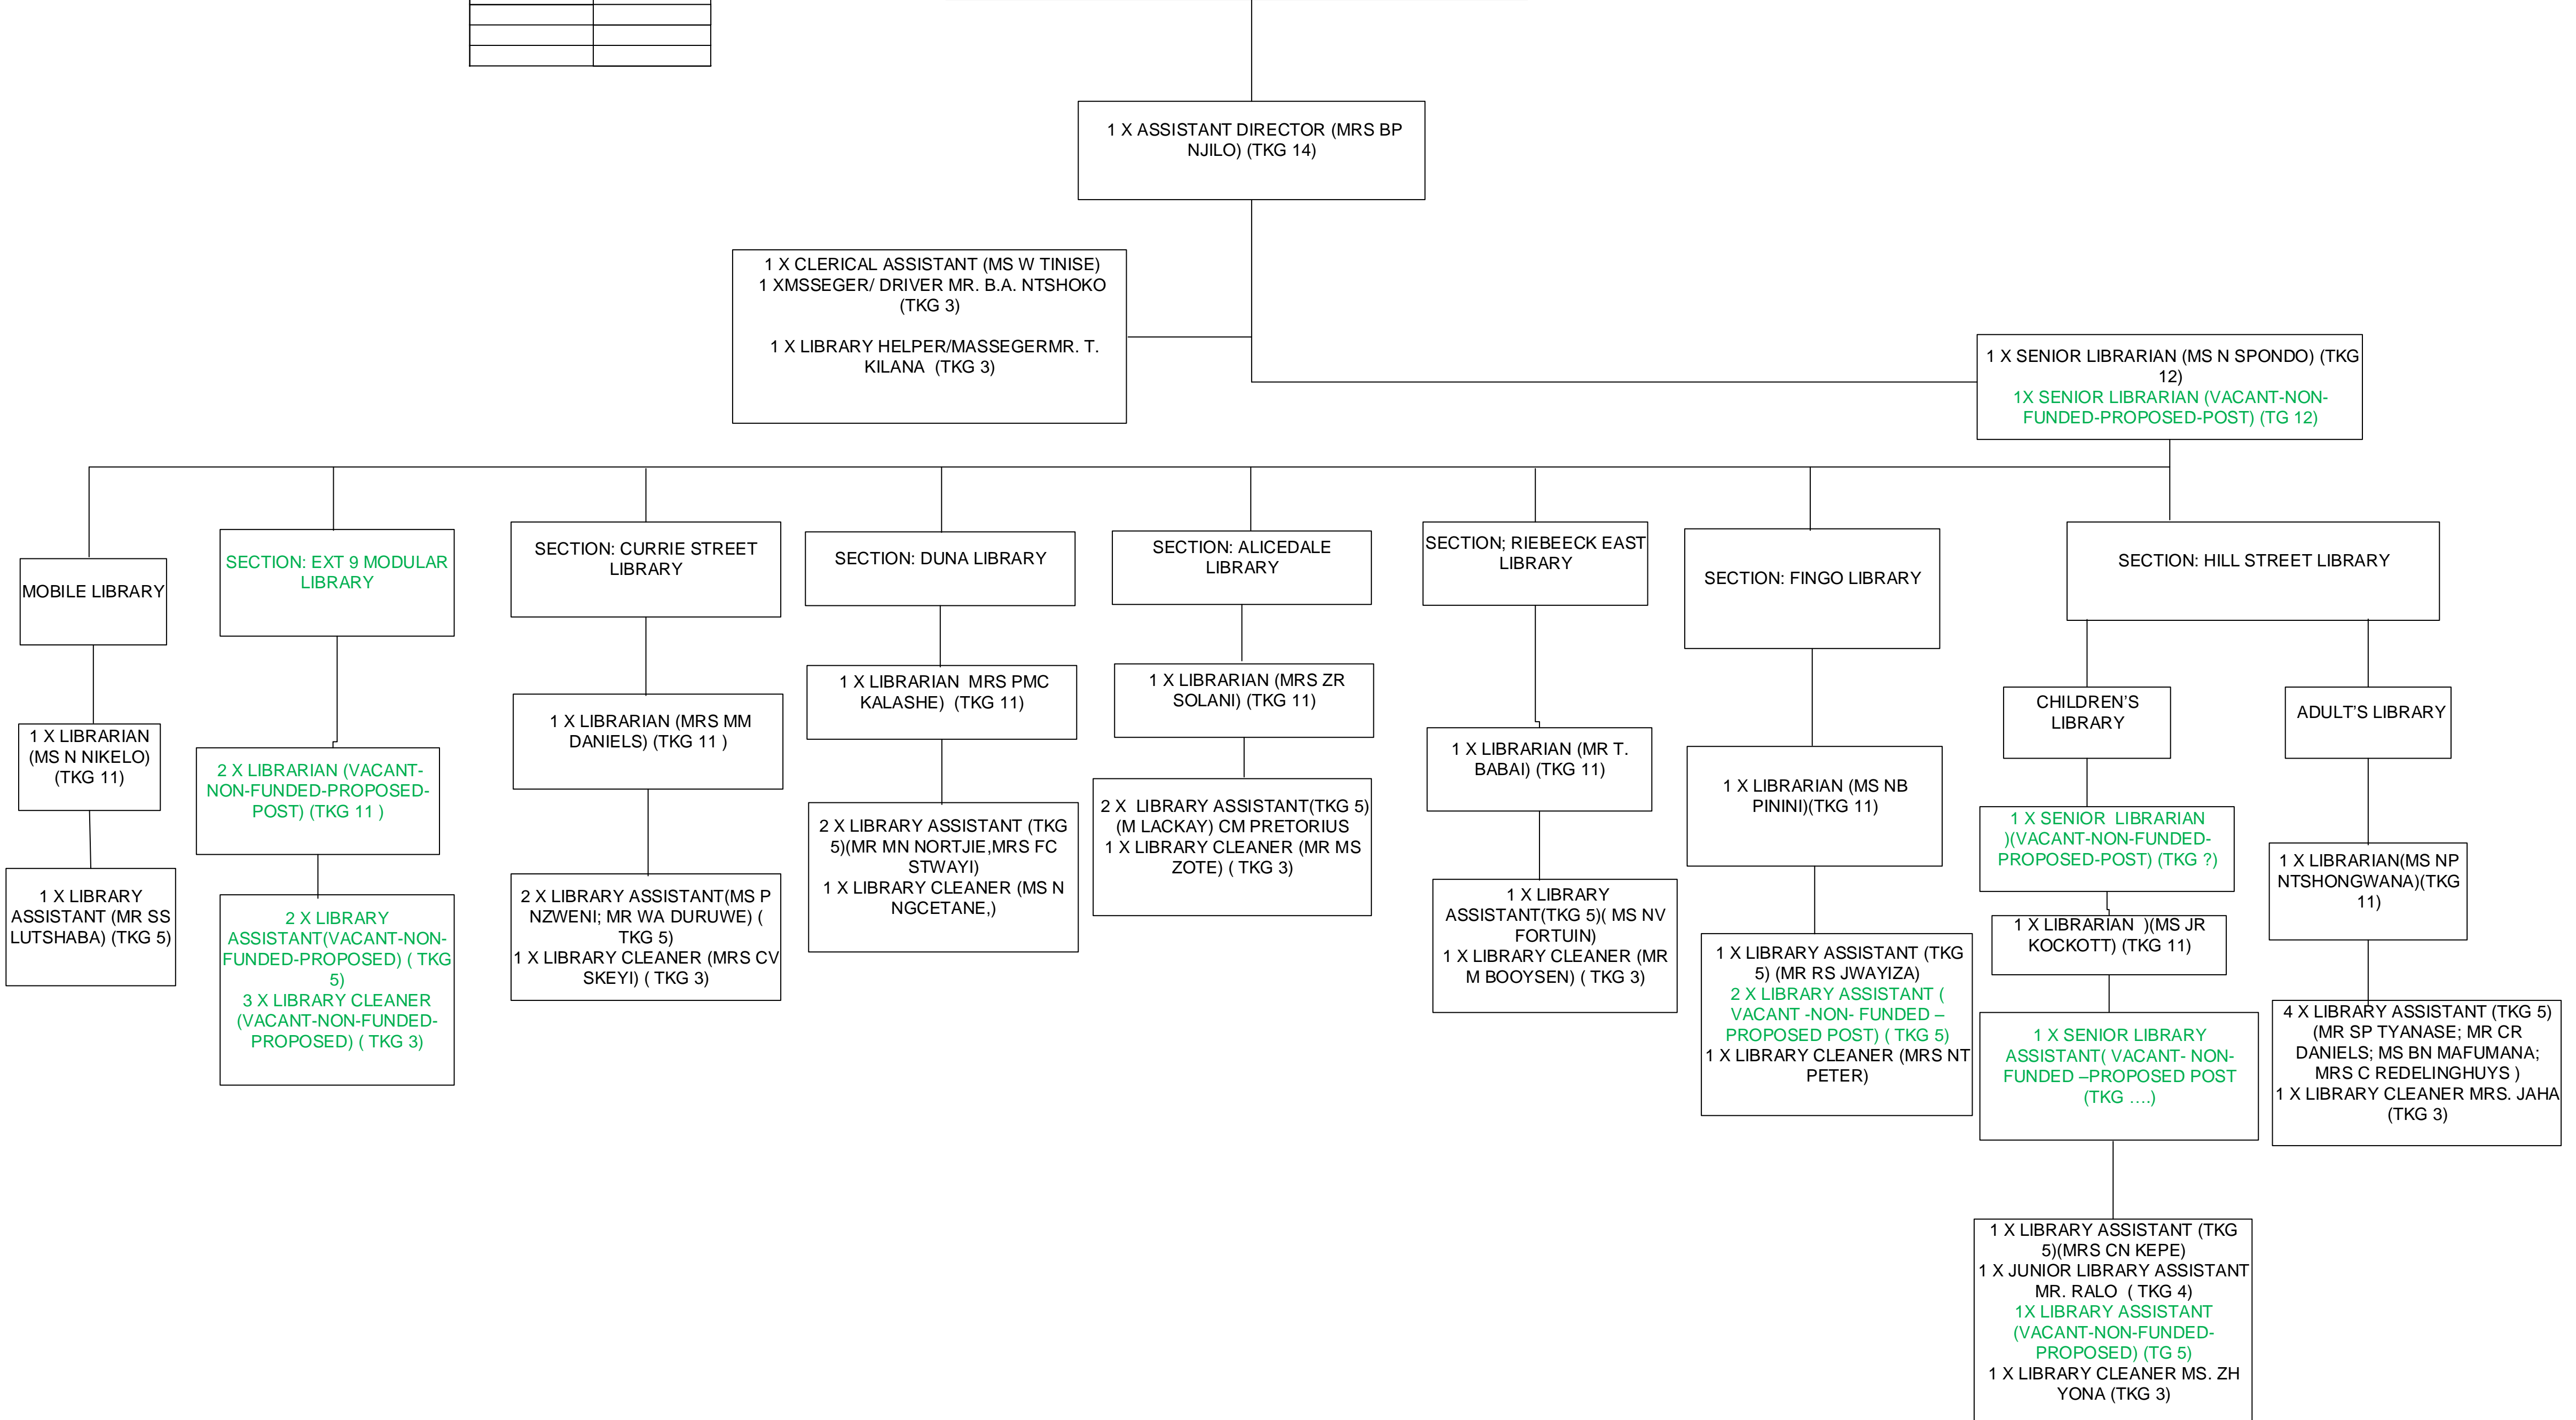 1 X ASSISTANT DIRECTOR (MRS BP
NJILO) (TKG 14)
1 X CLERICAL ASSISTANT (MS W TINISE)
1 XMSSEGER/ DRIVER MR. B.A. NTSHOKO
(TKG 3)
1 X LIBRARY HELPER/MASSEGERMR. T.
KILANA (TKG 3)
1 X SENIOR LIBRARIAN (MS N SPONDO) (TKG
12)
1X SENIOR LIBRARIAN (VACANT-NON-
FUNDED-PROPOSED-POST) (TG 12)
MOBILE LIBRARY
1 X LIBRARIAN
(MS N NIKELO)
(TKG 11)
1 X LIBRARY
ASSISTANT (MR SS
LUTSHABA) (TKG 5)
SECTION: EXT 9 MODULAR
LIBRARY
2 X LIBRARIAN (VACANT-
NON-FUNDED-PROPOSED-
POST) (TKG 11 )
2 X LIBRARY
ASSISTANT(VACANT-NON-
FUNDED-PROPOSED) ( TKG
5)
3 X LIBRARY CLEANER
(VACANT-NON-FUNDED-
PROPOSED) ( TKG 3)
SECTION: CURRIE STREET
LIBRARY
1 X LIBRARIAN (MRS MM
DANIELS) (TKG 11 )
2 X LIBRARY ASSISTANT(MS P
NZWENI; MR WA DURUWE) (
TKG 5)
1 X LIBRARY CLEANER (MRS CV
SKEYI) ( TKG 3)
SECTION: DUNA LIBRARY
1 X LIBRARIAN MRS PMC
KALASHE) (TKG 11)
2 X LIBRARY ASSISTANT (TKG
5)(MR MN NORTJIE,MRS FC
STWAYI)
1 X LIBRARY CLEANER (MS N
NGCETANE,)
SECTION: ALICEDALE
LIBRARY
1 X LIBRARIAN (MRS ZR
SOLANI) (TKG 11)
2 X LIBRARY ASSISTANT(TKG 5)
(M LACKAY) CM PRETORIUS
1 X LIBRARY CLEANER (MR MS
ZOTE) ( TKG 3)
SECTION; RIEBEECK EAST
LIBRARY
1 X LIBRARIAN (MR T.
BABAI) (TKG 11)
1 X LIBRARY
ASSISTANT(TKG 5)( MS NV
FORTUIN)
1 X LIBRARY CLEANER (MR
M BOOYSEN) ( TKG 3)
SECTION: FINGO LIBRARY
1 X LIBRARIAN (MS NB
PININI)(TKG 11)
1 X LIBRARY ASSISTANT (TKG
5) (MR RS JWAYIZA)
2 X LIBRARY ASSISTANT (
VACANT -NON- FUNDED –
PROPOSED POST) ( TKG 5)
1 X LIBRARY CLEANER (MRS NT
PETER)
SECTION: HILL STREET LIBRARY
CHILDREN’S
LIBRARY
1 X SENIOR LIBRARIAN
)(VACANT-NON-FUNDED-
PROPOSED-POST) (TKG ?)
1 X LIBRARIAN )(MS JR
KOCKOTT) (TKG 11)
1 X SENIOR LIBRARY
ASSISTANT( VACANT- NON-
FUNDED –PROPOSED POST
(TKG ….)
1 X LIBRARY ASSISTANT (TKG
5)(MRS CN KEPE)
1 X JUNIOR LIBRARY ASSISTANT
MR. RALO ( TKG 4)
1X LIBRARY ASSISTANT
(VACANT-NON-FUNDED-
PROPOSED) (TG 5)
1 X LIBRARY CLEANER MS. ZH
YONA (TKG 3)
ADULT’S LIBRARY
1 X LIBRARIAN(MS NP
NTSHONGWANA)(TKG
11)
4 X LIBRARY ASSISTANT (TKG 5)
(MR SP TYANASE; MR CR
DANIELS; MS BN MAFUMANA;
MRS C REDELINGHUYS )
1 X LIBRARY CLEANER MRS. JAHA
(TKG 3)